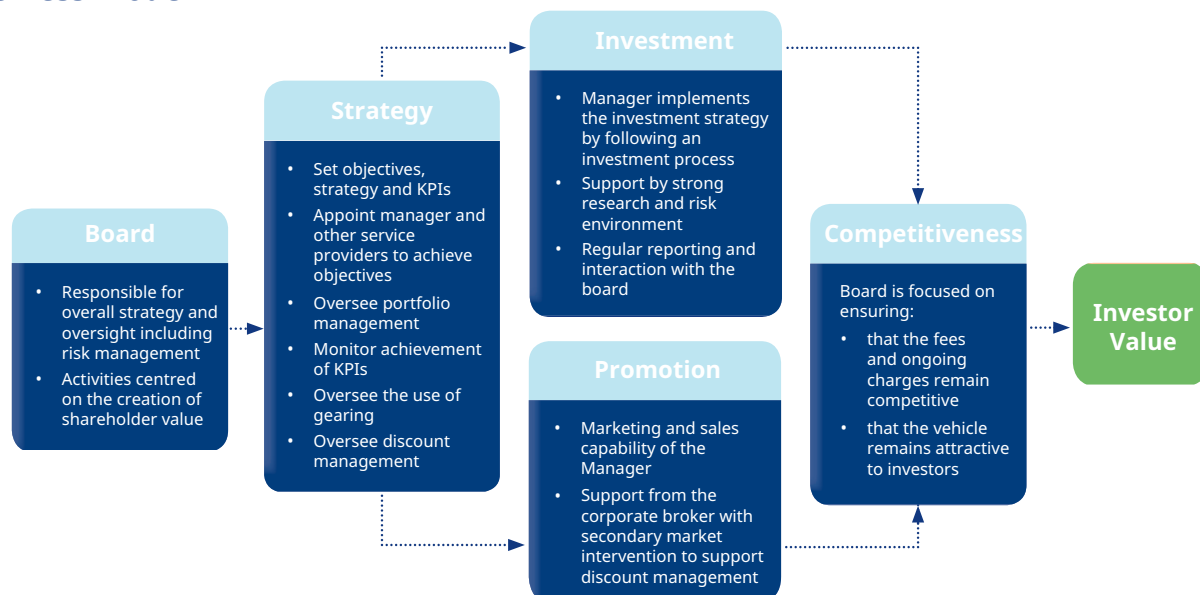 Board
• Responsible for
overall strategy and
oversight including
risk management
• Activities centred
on the creation of
shareholder value
Strategy
• Set objectives,
strategy and KPIs
• Appoint manager and
other service
providers to achieve
objectives
• Oversee portfolio
management
• Monitor achievement
of KPIs
• Oversee the use of
gearing
• Oversee discount
management
Investment
• Manager implements
the investment strategy
by following an
investment process
• Support by strong
research and risk
environment
• Regular reporting and
interaction with the
board
Promotion
• Marketing and sales
capability of the
Manager
• Support from the
corporate broker with
secondary market
intervention to support
discount management
Competitiveness
Board is focused on
ensuring:
• that the fees
and ongoing
charges remain
competitive
• that the vehicle
remains attractive
to investors
Investor
Value